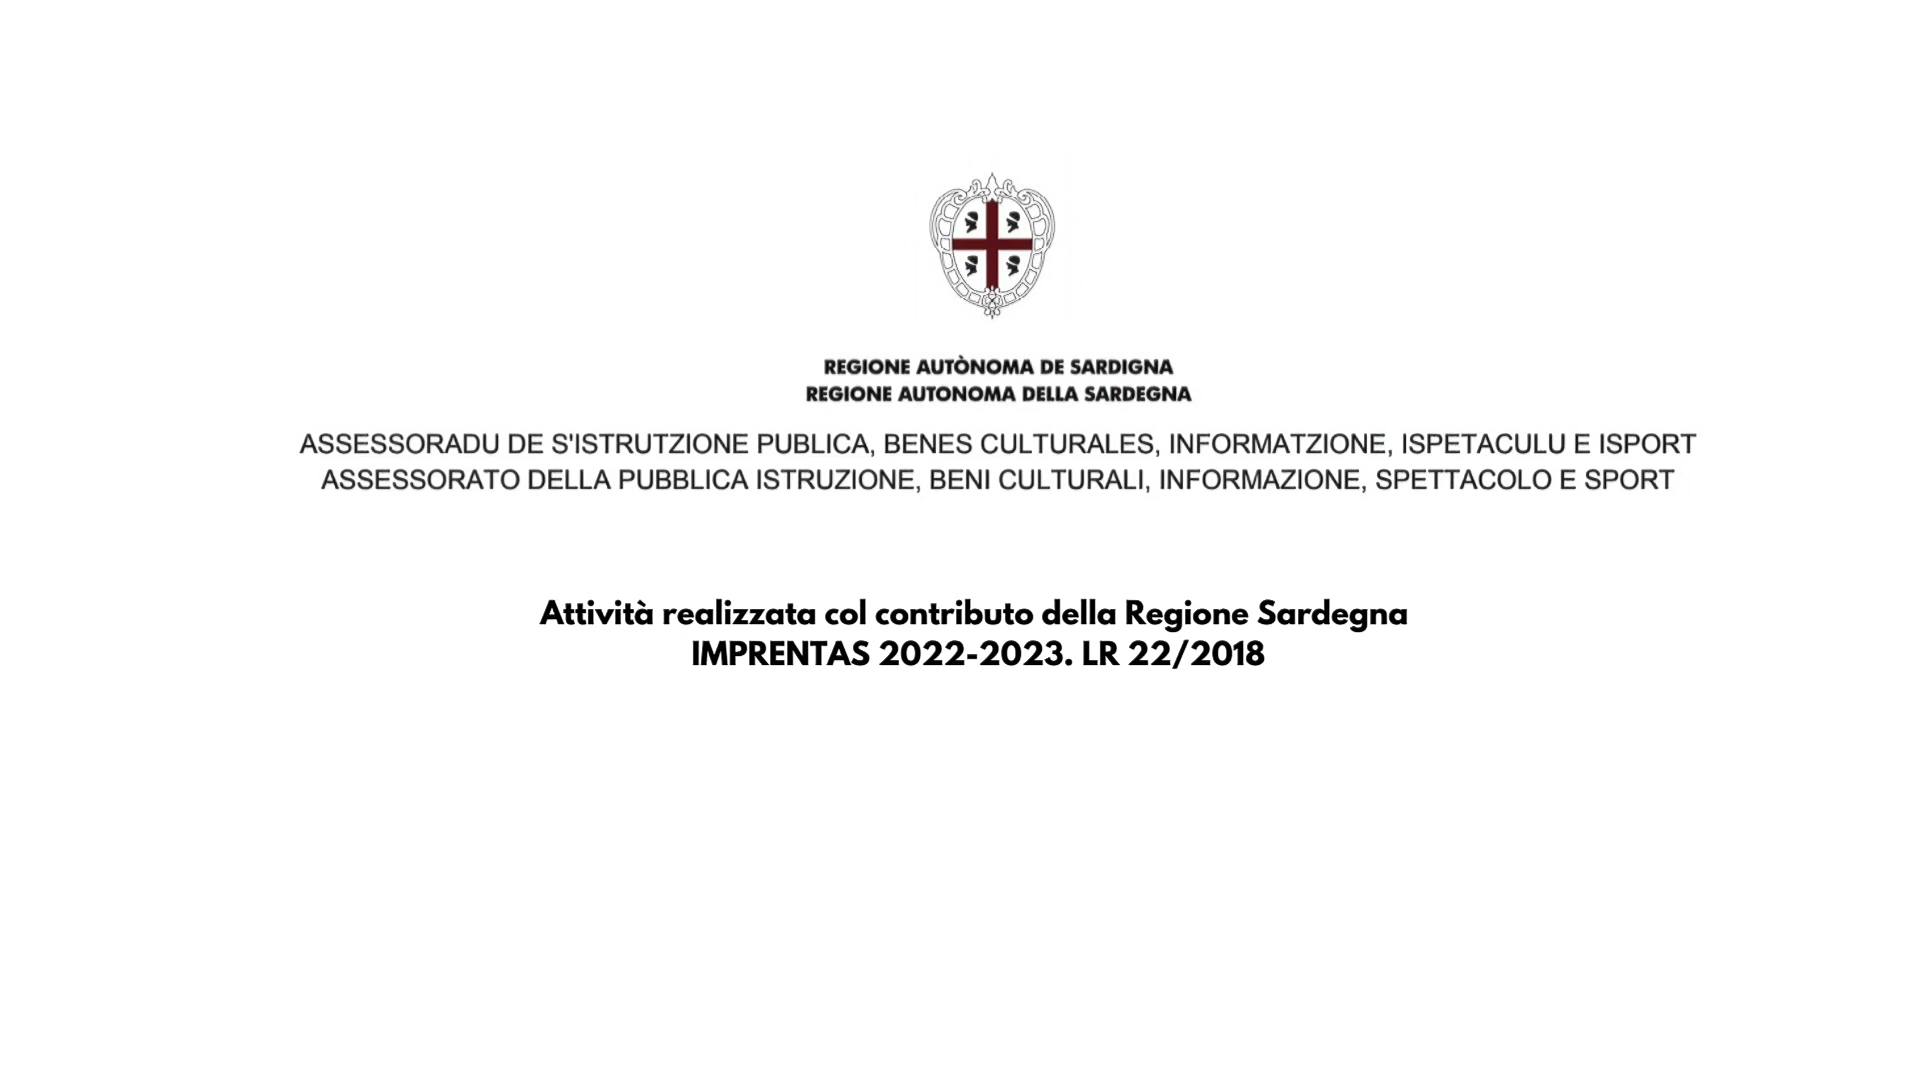 REGIONE AUTÒNOMA DE SARDIGNA
REGIONE AUTONOMA DELLA SARDEGNA
ASSESSORADU DE S'ISTRUTZIONE PUBLICA, BENES CULTURALES, INFORMATZIONE, ISPETACULU E ISPORT
ASSESSORATO DELLA PUBBLICA ISTRUZIONE, BENI CULTURALI, INFORMAZIONE, SPETTACOLO E SPORT
Attività realizzata col contributo della Regione Sardegna
IMPRENTAS 2022-2023. LR 22/2018